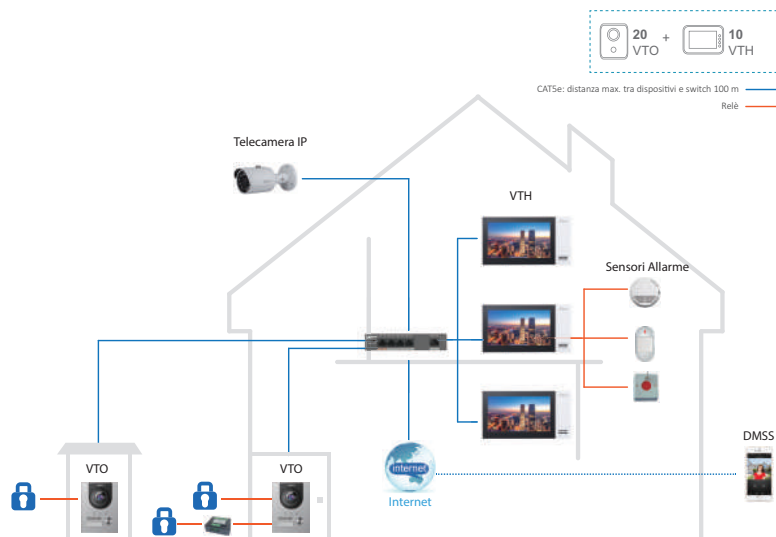 20 + 10
VTO VTH
CAT5e: distanza max. tra dispositivi e switch 100 m
Relè
Telecamera IP
VTH
Sensori Allarme
VTO
VTO
internet
Internet
DMSS